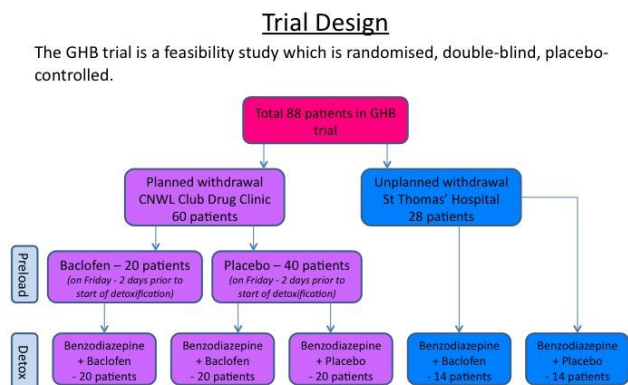 Trial Design
The GHB trial is a feasibility study which is randomised, double-blind, placebo-
controlled.
Total 88 patients in GHB
trial
Planned withdrawal
CNWL Club Drug Clinic
60 patients
Unplanned withdrawal
St Thomas’ Hospital
28 patients
Preload
Baclofen – 20 patients
(on Friday - 2 days prior to
start of detoxification)
Placebo – 40 patients
(on Friday - 2 days prior to
start of detoxification)
Detox
Benzodiazepine
+ Baclofen
- 20 patients
Benzodiazepine
+ Baclofen
- 20 patients
Benzodiazepine
+ Placebo
- 20 patients
Benzodiazepine
+ Baclofen
- 14 patients
Benzodiazepine
+ Placebo
- 14 patients